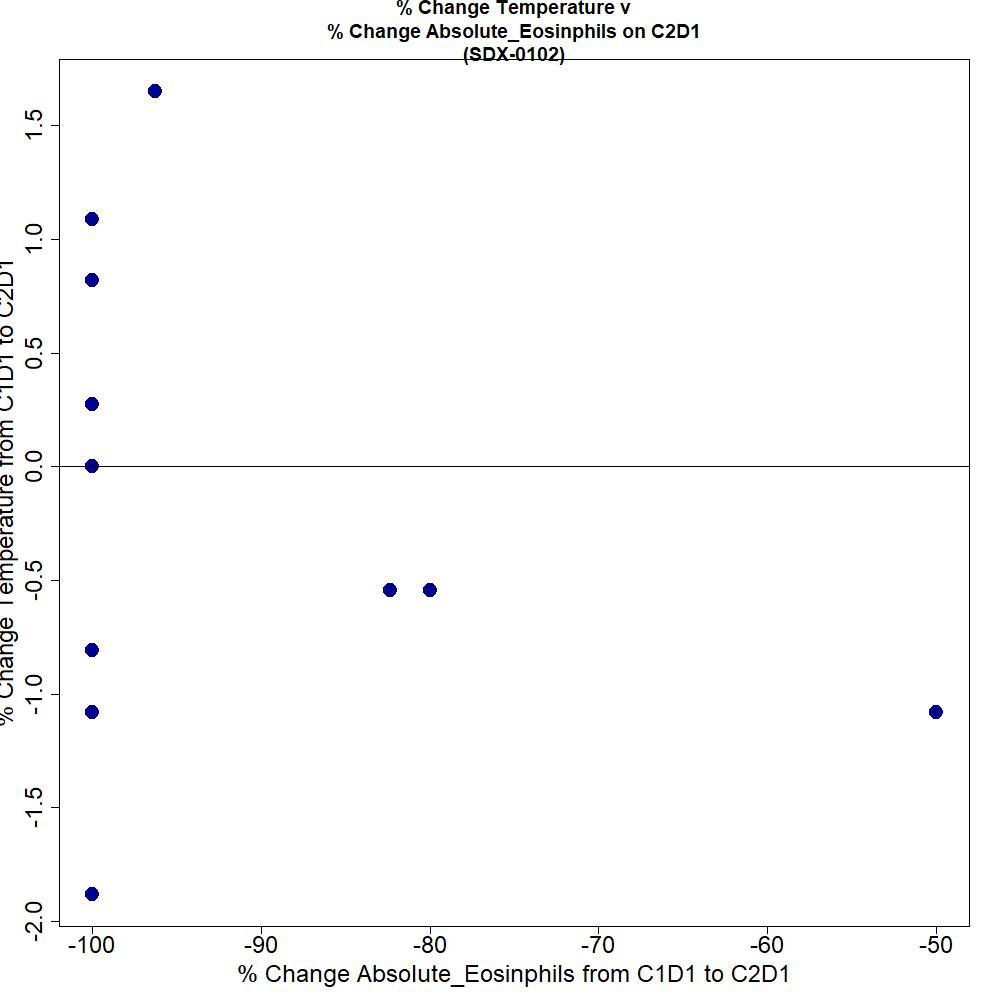 % Change Temperature v
% Change Absolute_Eosinphils on C2D1
(SDX-0102)
% Change Temperature from C1D1 to C2D1
1.5
1.0
0.5
0.0
-0.5
-1.0
-1.5
-2.0
-100
-90
-80
-70
-60
-50
% Change Absolute_Eosinphils from C1D1 to C2D1